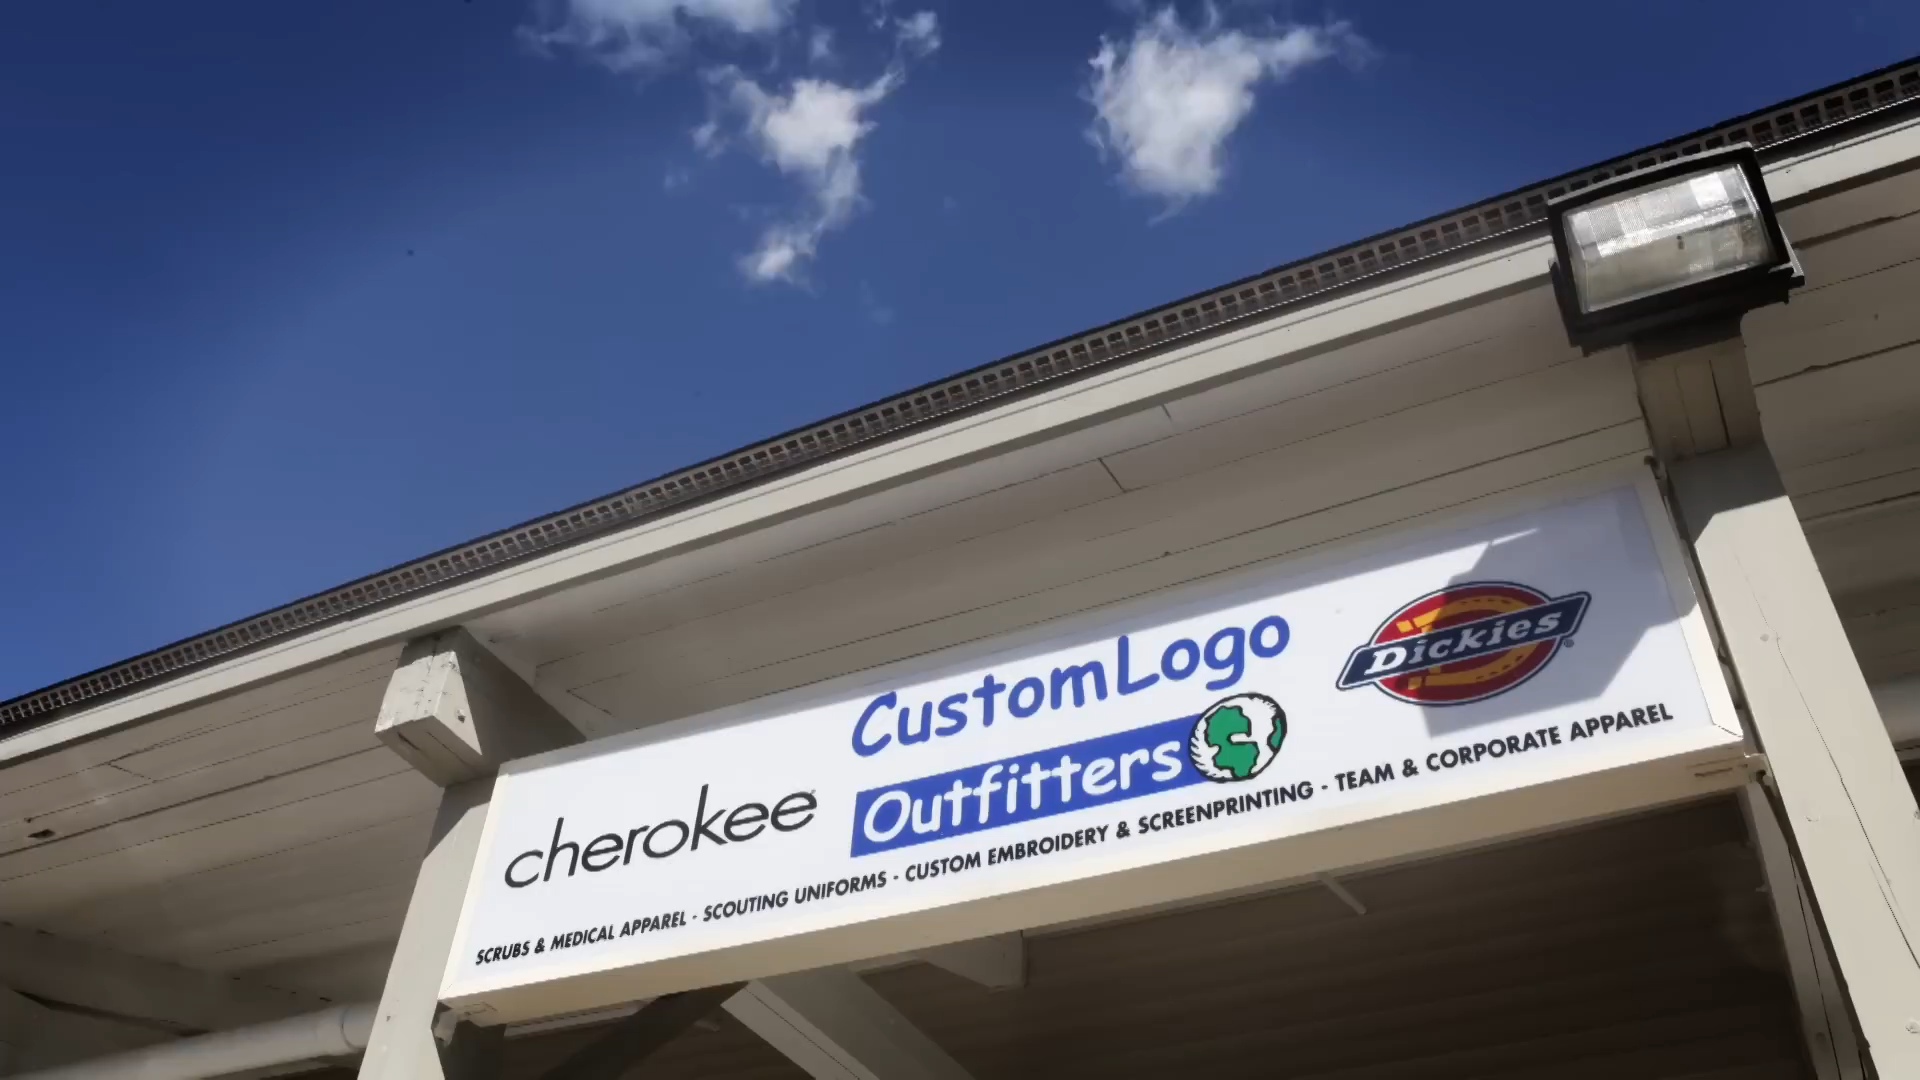 CustomLogo
cherokee
Outfitters
Dickies
SCRUBS & MEDICAL APPAREL - SCOUTING UNIFORMS - CUSTOM EMBROIDERY & SCREENPRINTING - TEAM & CORPORATE APPAREL